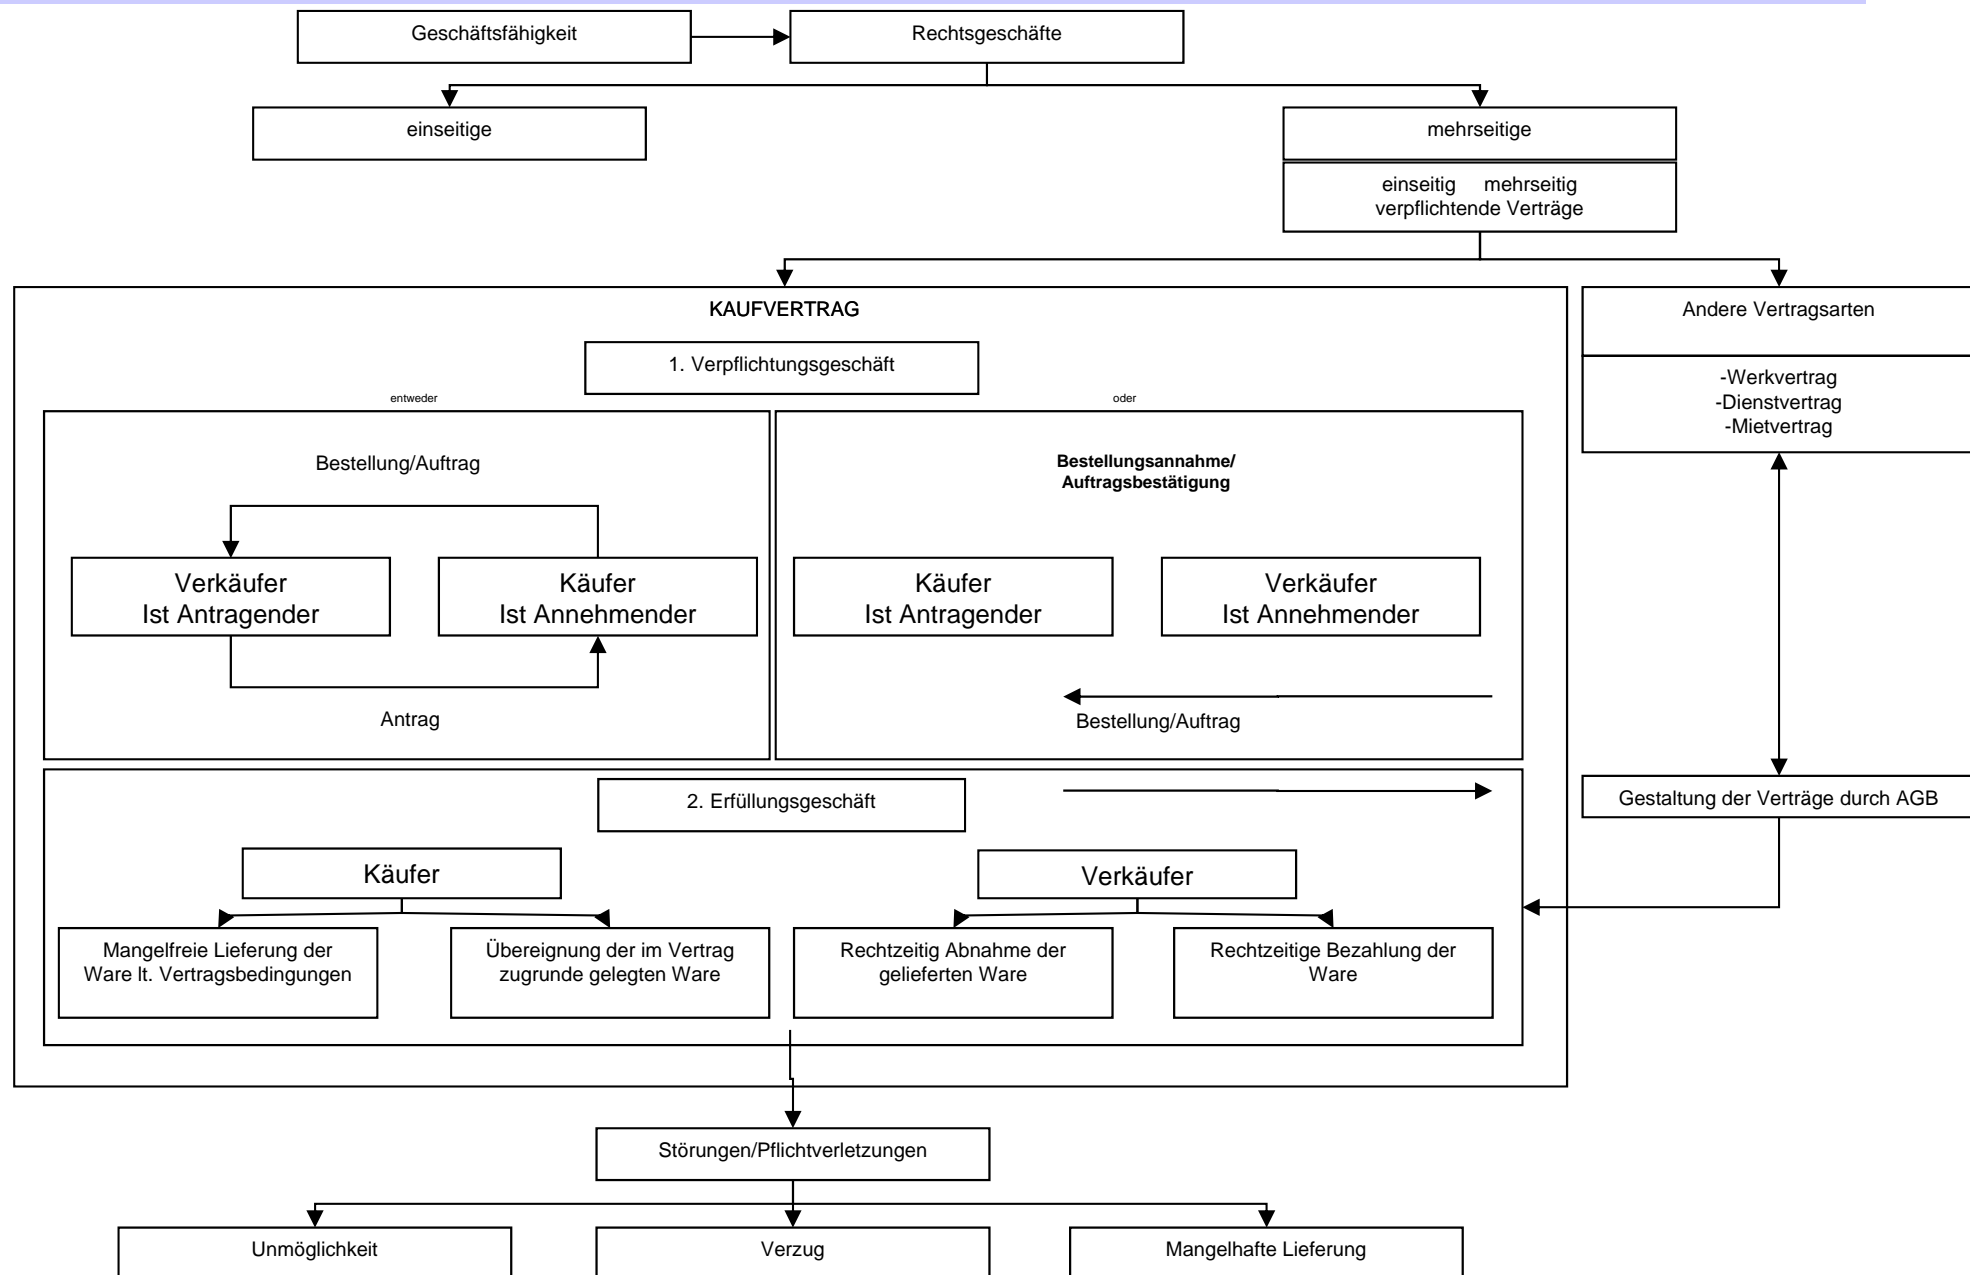 Geschäftsfähigkeit
Rechtsgeschäfte
einseitige
mehrseitige
einseitig mehrseitig
verpflichtende Verträge
KAUFVERTRAG
Andere Vertragsarten
1. Verpflichtungsgeschäft
-Werkvertrag
-Dienstvertrag
-Mietvertrag
entweder
oder
Bestellung/Auftrag
Bestellungsannahme/
Auftragsbestätigung
Verkäufer
Ist Antragender
Käufer
Ist Annehmender
Käufer
Ist Antragender
Verkäufer
Ist Annehmender
Antrag
Bestellung/Auftrag
2. Erfüllungsgeschäft
Gestaltung der Verträge durch AGB
Käufer
Verkäufer
Mangelfreie Lieferung der
Ware lt. Vertragsbedingungen
Übereignung der im Vertrag
zugrunde gelegten Ware
Rechtzeitig Abnahme der
gelieferten Ware
Rechtzeitige Bezahlung der
Ware
Störungen/Pflichtverletzungen
Unmöglichkeit
Verzug
Mangelhafte Lieferung